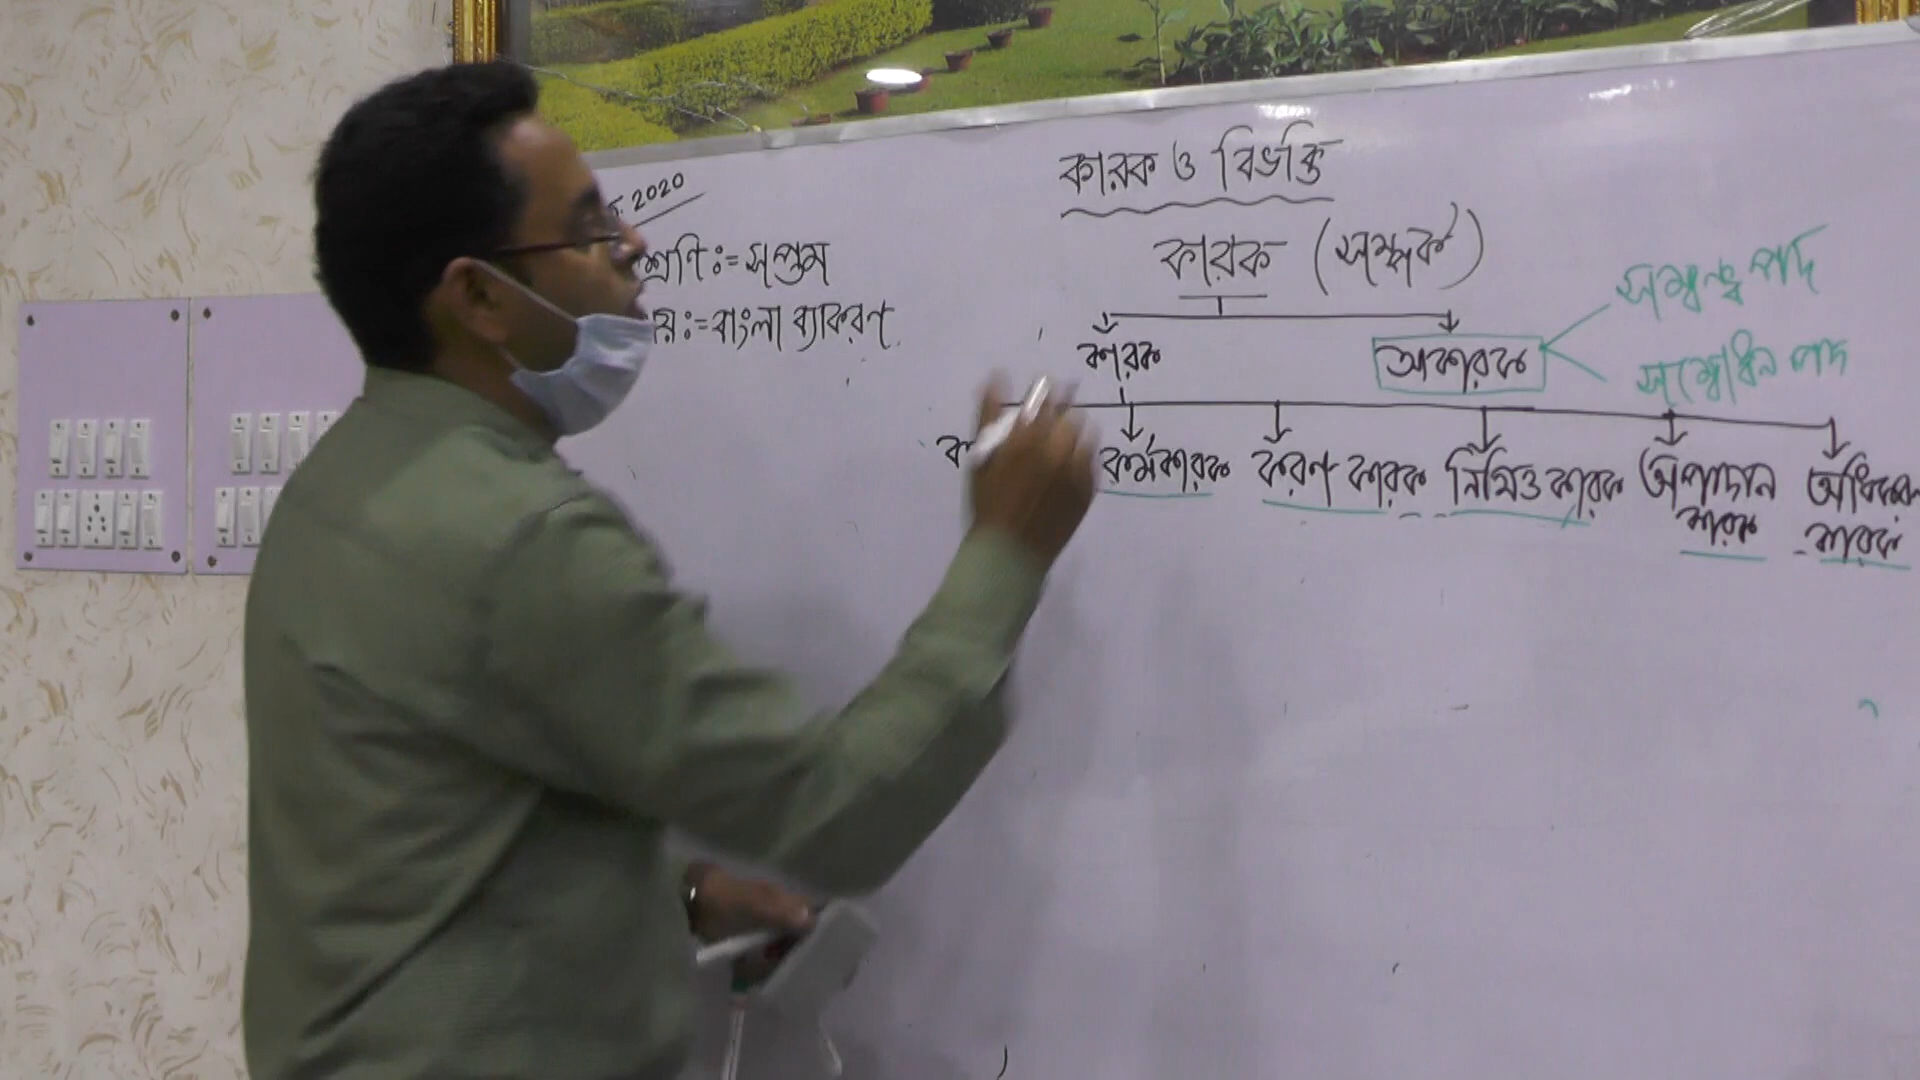 2020
কারক ও বিভক্তি
শ্রেণি ঃ= সপ্তম
য়ঃ= বাংলা ব্যাকরণ
কারক (সম্পর্ক)
সম্বন্ধ পদ
সম্বোধন পদ
কারক অকারক
কর্মকারক করণ কারক নিমিত্ত কারক অপাদান কারক অধিকরণ কারক